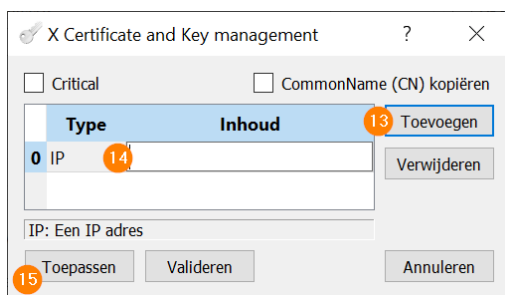 X Certificate and Key management ?
Critical CommonName (CN) kopiëren
Type Inhoud 13 Toevoegen
0 IP 14
Verwijderen
IP: Een IP adres
15 Toepassen Valideren Annuleren